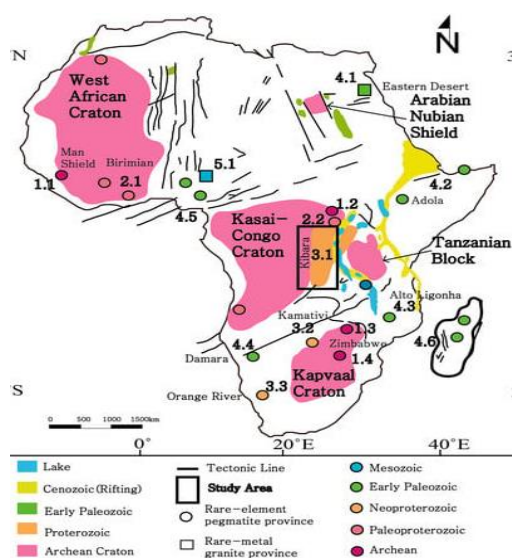 N
N
3
4.1
Eastern Desert
West
African
Craton
Arabian
Nubian
Shield
Man
Shield
Birimian
1.1
2.1
5.1
4.5
4.2
Adola
1.2
2.2
Kasai-
Congo
Craton
Kibara
3.1
Tanzanian
Block
Kamativi
Alto Ligonha
4.3
3.2
1.3
Zimbabwe
1.4
4.6
4.4
Damara
Kapvaal
Craton
3.3
Orange River
S
0 500 1000 1500km
0°
20°E
40°E
Lake
Cenozoic(Rifting)
Early Paleozoic
Proterozoic
Archean Craton
Tectonic Line
Study Area
Rare-element
pegmatite province
Rare-metal
granite province
Mesozoic
Early Paleozoic
Neoproterozoic
Paleoproterozoic
Archean